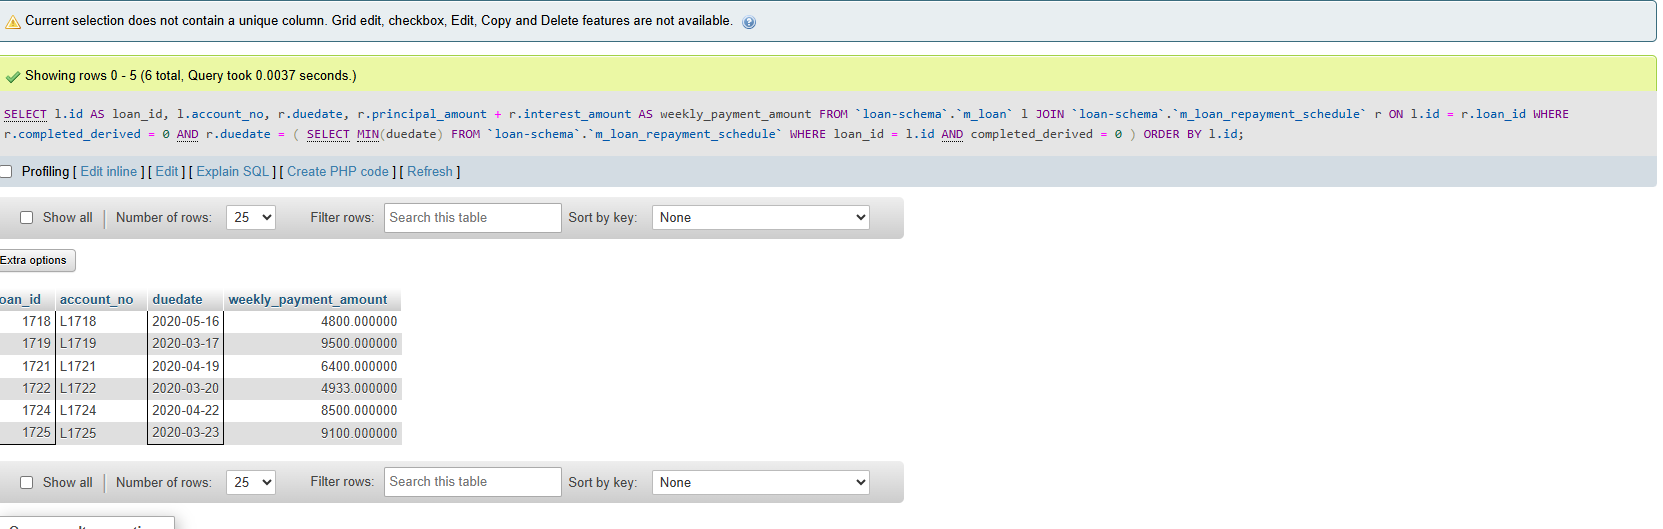 Current selection does not contain a unique column. Grid edit, checkbox, Edit, Copy and Delete features are not available.
Showing rows 0 - 5 (6 total, Query took 0.0037 seconds.)
SELECT l.id AS loan_id, l.account_no, r.duedate, r.principal_amount + r.interest_amount AS weekly_payment_amount FROM `loan-schema`.`m_loan` l JOIN `loan-schema`.`m_loan_repayment_schedule` r ON l.id = r.loan_id WHERE
r.completed_derived = 0 AND r.duedate = ( SELECT MIN(duedate) FROM `loan-schema`.`m_loan_repayment_schedule` WHERE loan_id = l.id AND completed_derived = 0 ) ORDER BY l.id;
Profiling [ Edit inline ] [ Edit ] [ Explain SQL ] [ Create PHP code ] [ Refresh ]
Show all | Number of rows: 25 Filter rows: Search this table Sort by key: None
Extra options
oan_id account_no duedate weekly_payment_amount
1718 L1718 2020-05-16 4800.000000
1719 L1719 2020-03-17 9500.000000
1721 L1721 2020-04-19 6400.000000
1722 L1722 2020-03-20 4933.000000
1724 L1724 2020-04-22 8500.000000
1725 L1725 2020-03-23 9100.000000
Show all | Number of rows: 25 Filter rows: Search this table Sort by key: None